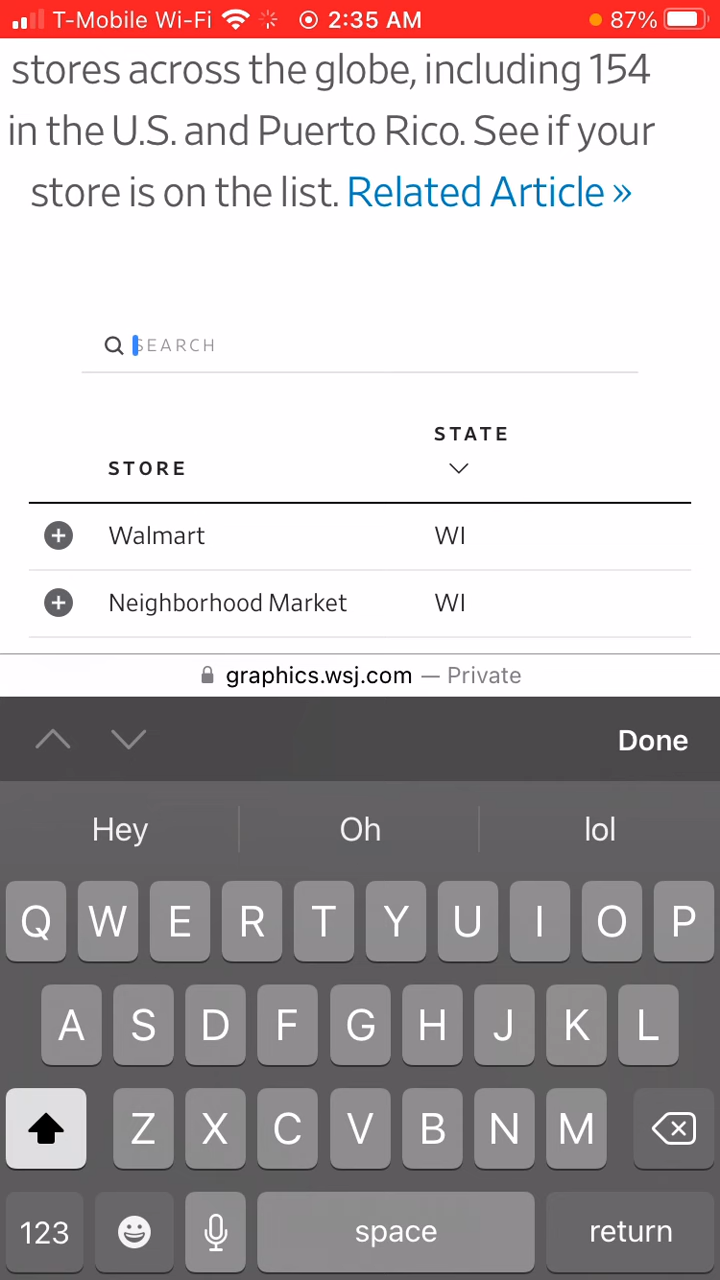 T-Mobile Wi-Fi 2:35 AM 87%
stores across the globe, including 154
in the U.S. and Puerto Rico. See if your
store is on the list. Related Article »
SEARCH
STATE
STORE
Walmart WI
Neighborhood Market WI
graphics.wsj.com — Private
Done
Hey Oh lol
Q W E R T Y U I O P
A S D F G H J K L
Z X C V B N M
123 space return